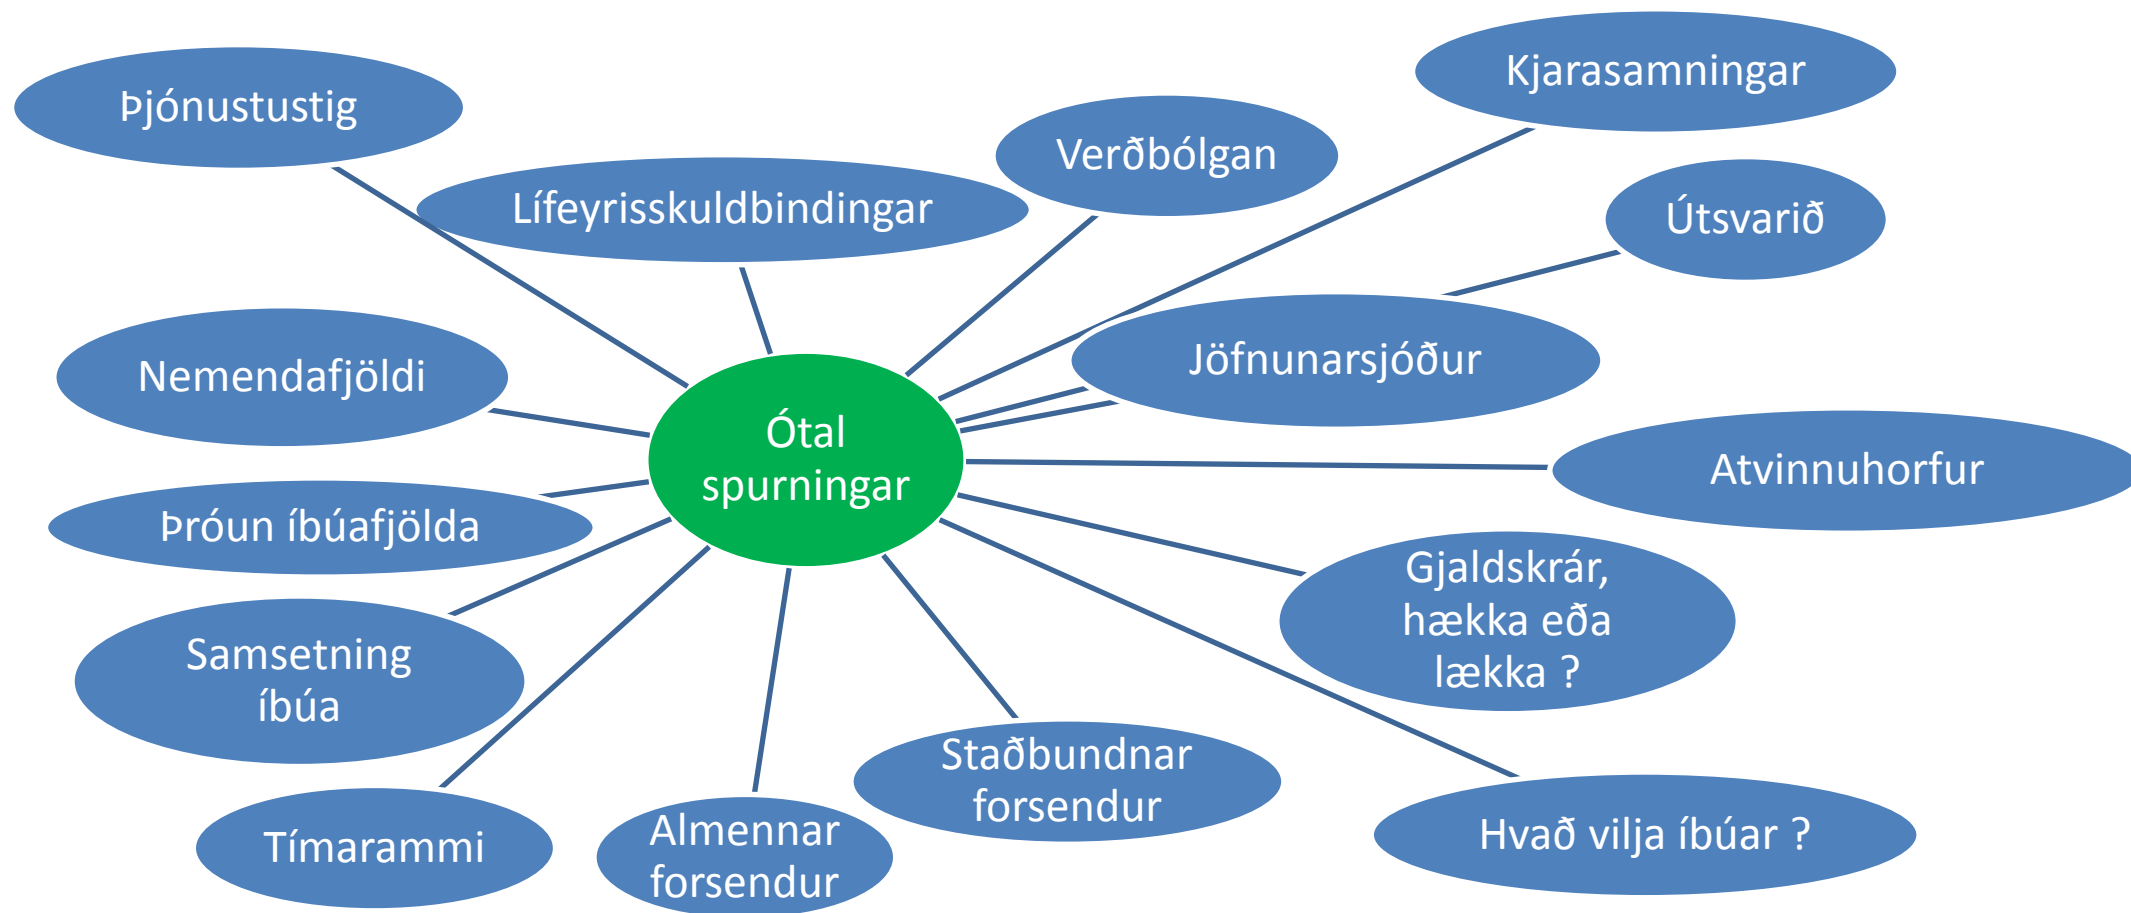 Þjónustustig
Kjarasamningar
Verðbólgan
Lífeyrisskuldbindingar
Útsvarið
Jöfnunarsjóður
Nemendafjöldi
Ótal
spurningar
Atvinnuhorfur
Þróun íbúafjölda
Gjaldskrár,
hækka eða
lækka ?
Samsetning
íbúa
Staðbundnar
forsendur
Hvað vilja íbúar ?
Tímarammi
Almennar
forsendur